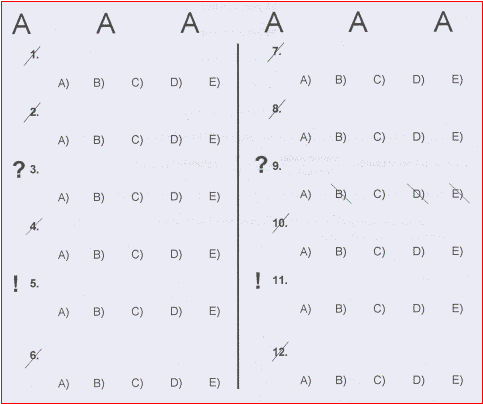 A A A A A A
1.
A) B) C) D) E)
2.
A) B) C) D) E)
? 3.
A) B) C) D) E)
4.
A) B) C) D) E)
! 5.
A) B) C) D) E)
6.
A) B) C) D) E)
7.
A) B) C) D) E)
8.
A) B) C) D) E)
? 9.
A) B) C) D) E)
10.
A) B) C) D) E)
! 11.
A) B) C) D) E)
12.
A) B) C) D) E)